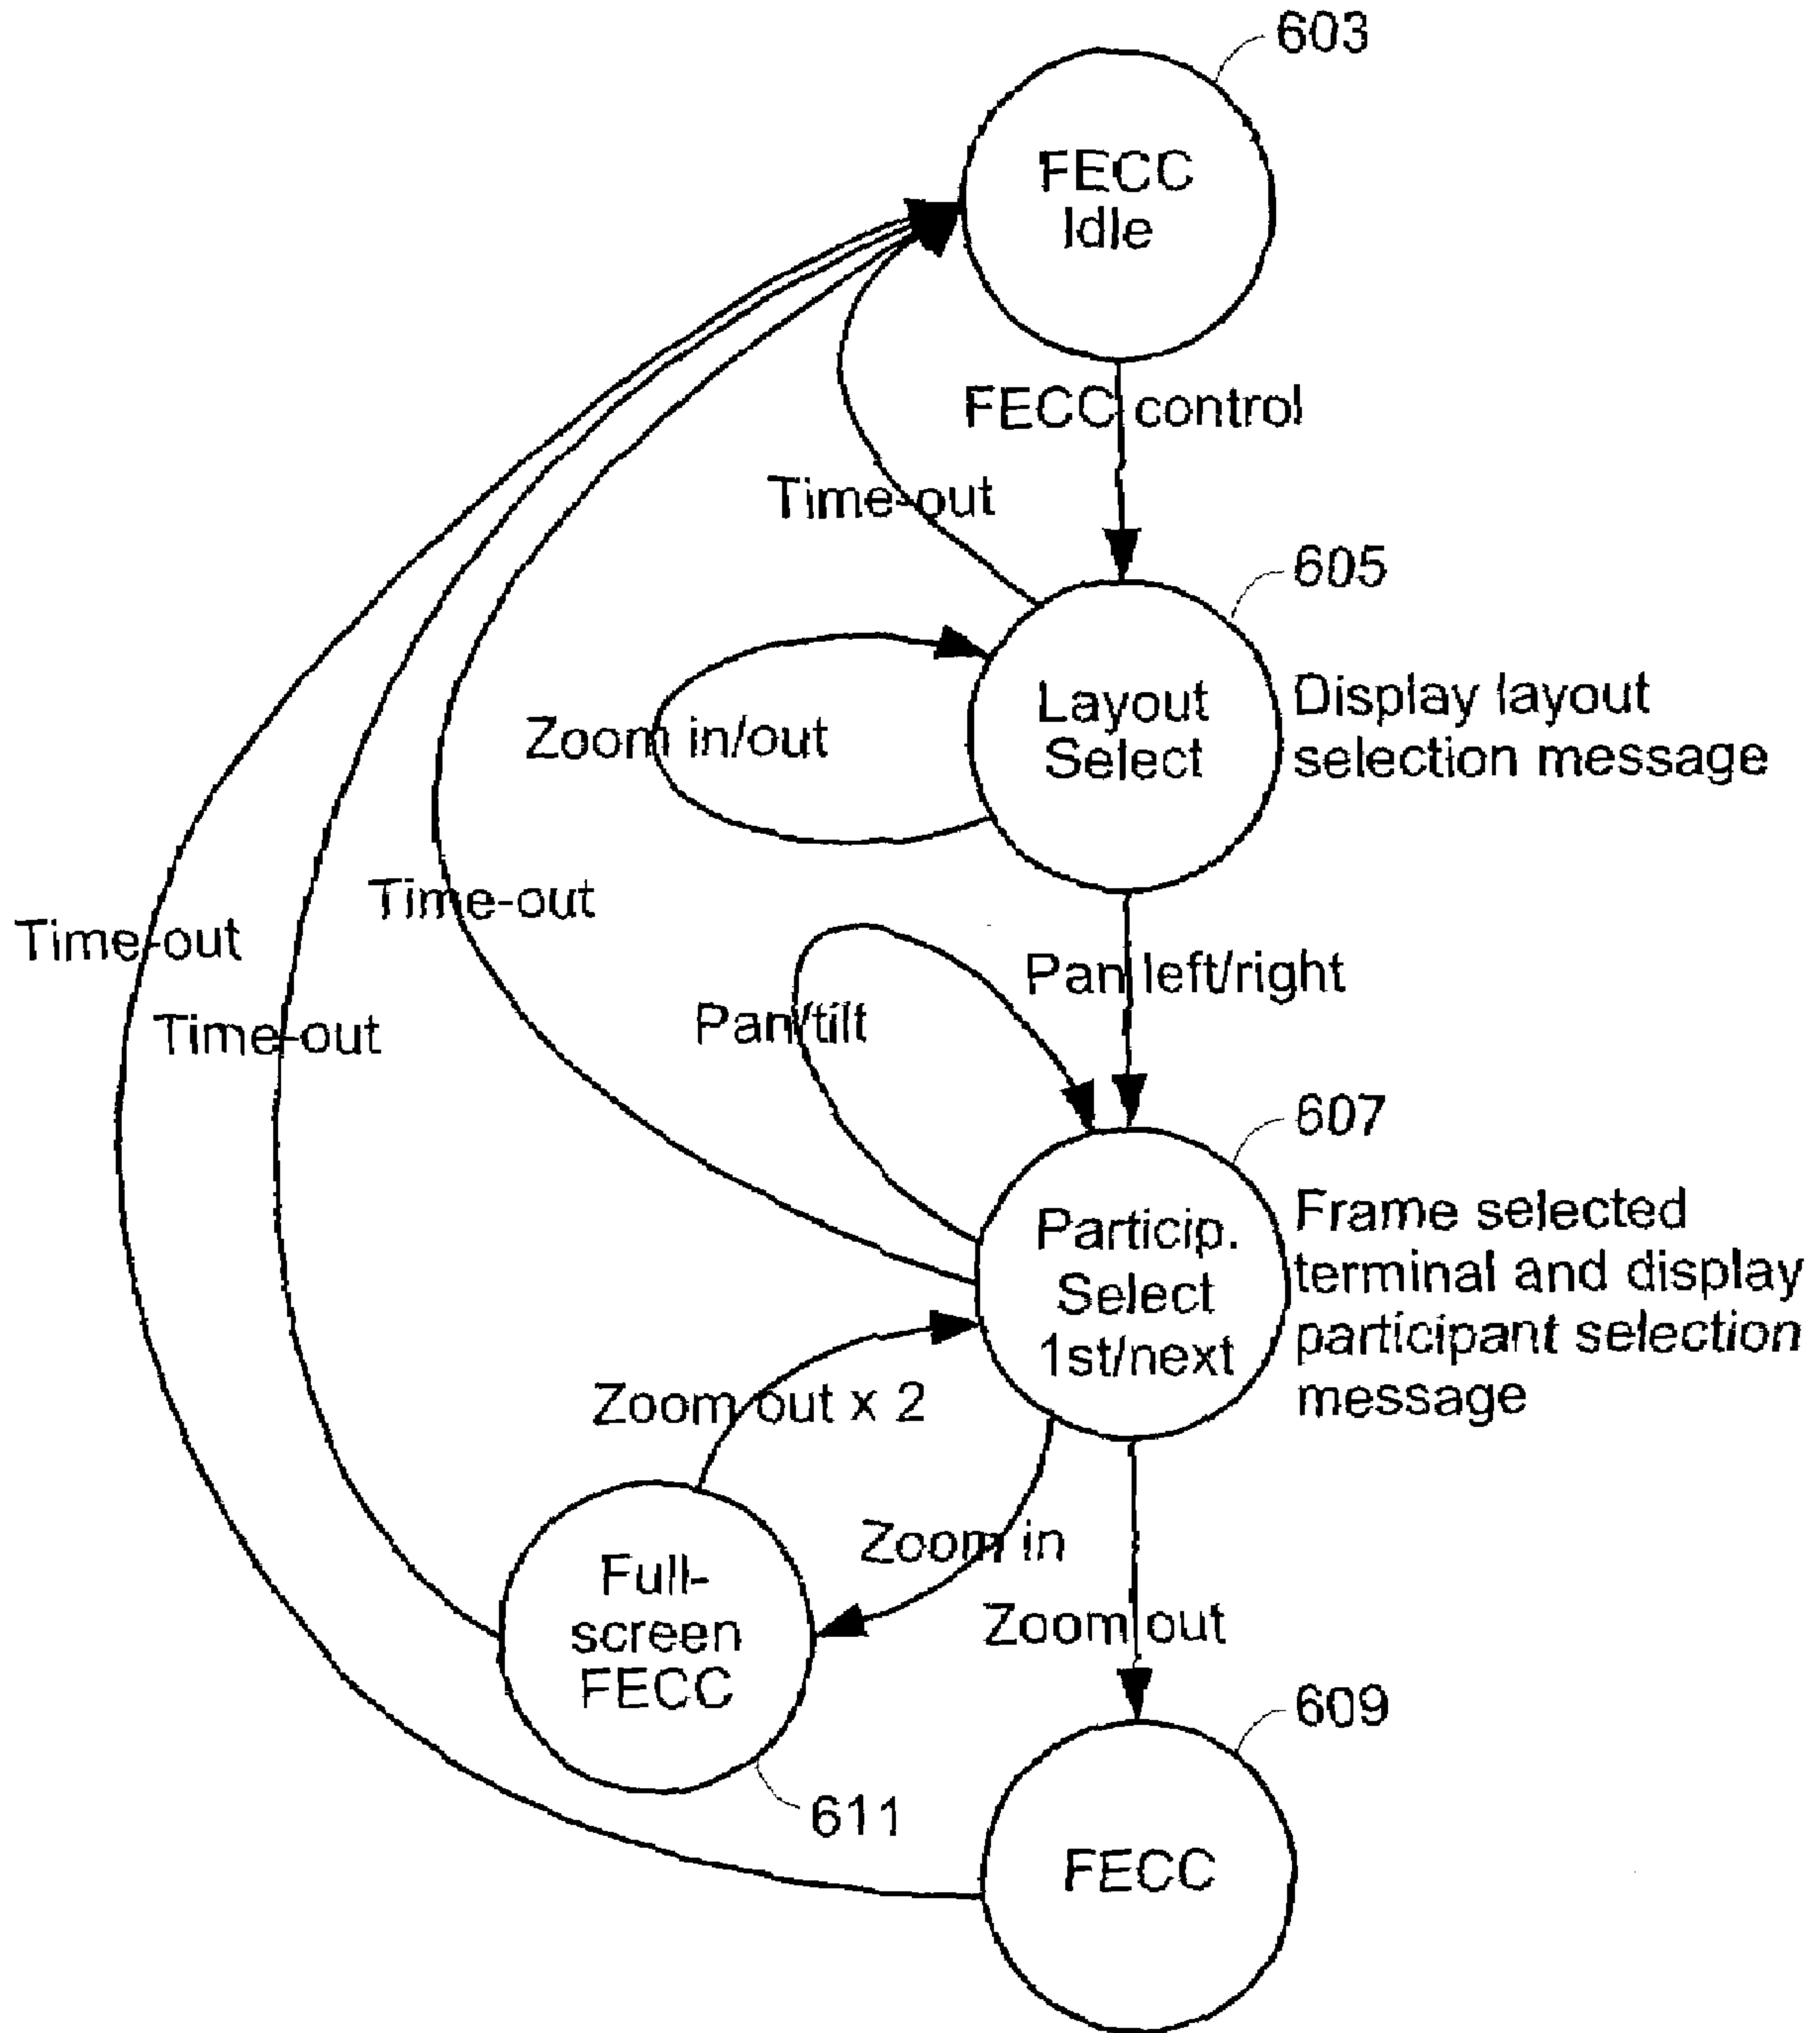 603
FECC
Idle
FECC control
Time-out
605
Layout
Select
Display layout
selection message
Zoom in/out
Time-out
Time-out
Time-out
Pan left/right
Pan/tilt
607
Particip.
Select
1st/next
Frame selected
terminal and display
participant selection
message
Zoom out x 2
Zoom in
Full-
screen
FECC
Zoom out
609
611
FECC